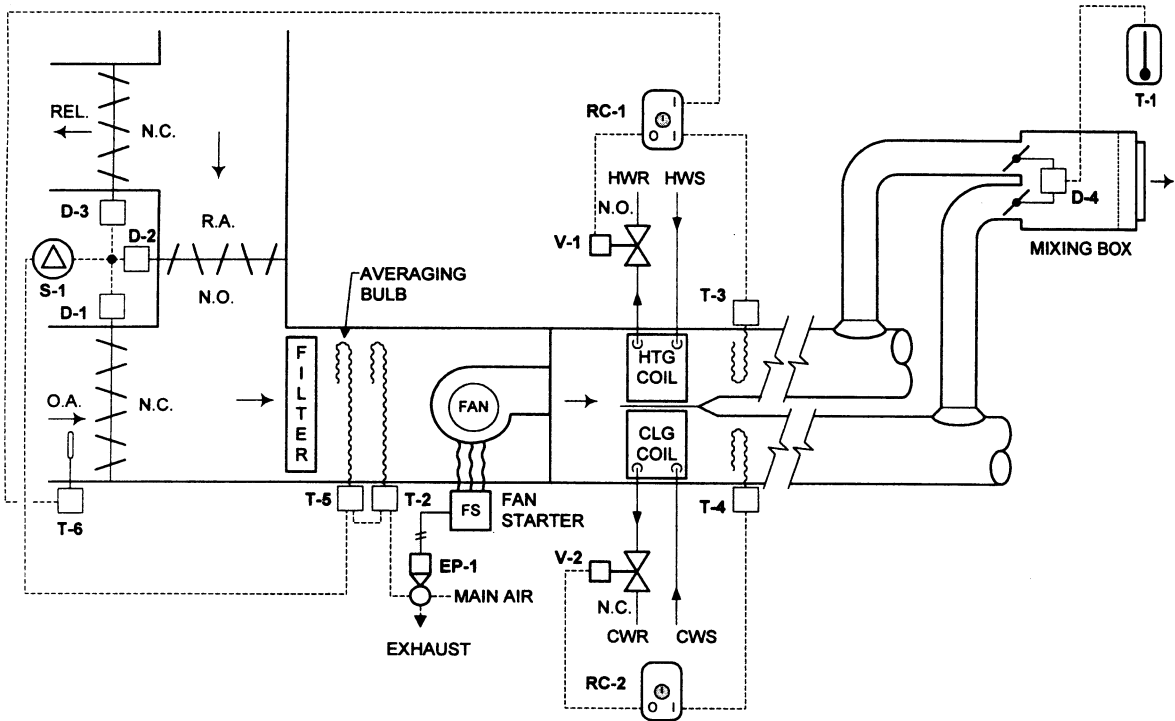 REL.
N.C.
D-3
R.A.
D-2
S-1
N.O.
D-1
O.A.
N.C.
T-6
AVERAGING
BULB
FILTER
T-5
T-2
FAN
FS
FAN
STARTER
EP-1
MAIN AIR
EXHAUST
RC-1
I
O I
HWR
HWS
N.O.
V-1
HTG
COIL
T-3
CLG
COIL
T-4
V-2
N.C.
CWR
CWS
RC-2
O I
T-1
D-4
MIXING BOX